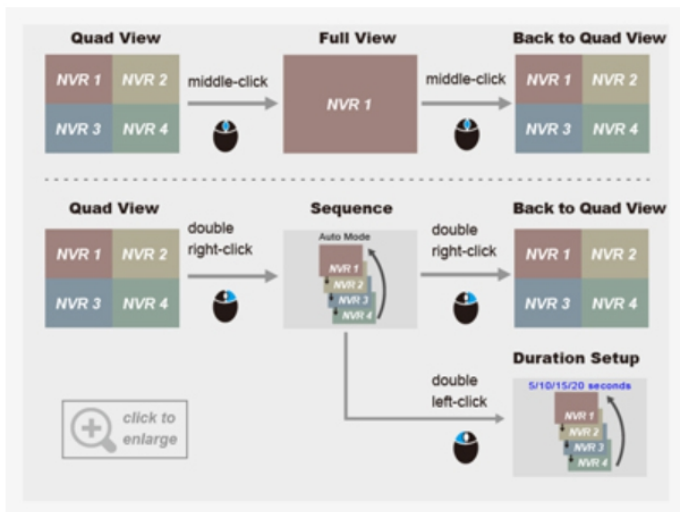 Quad View
Full View
Back to Quad View
NVR 1
NVR 2
NVR 3
NVR 4
middle-click
NVR 1
middle-click
NVR 1
NVR 2
NVR 3
NVR 4
Quad View
Sequence
Back to Quad View
NVR 1
NVR 2
NVR 3
NVR 4
double
right-click
Auto Mode
NVR 1
NVR 2
NVR 3
NVR 4
double
right-click
NVR 1
NVR 2
NVR 3
NVR 4
Duration Setup
double
left-click
5/10/15/20 seconds
NVR 1
NVR 2
NVR 3
NVR 4
click to
enlarge